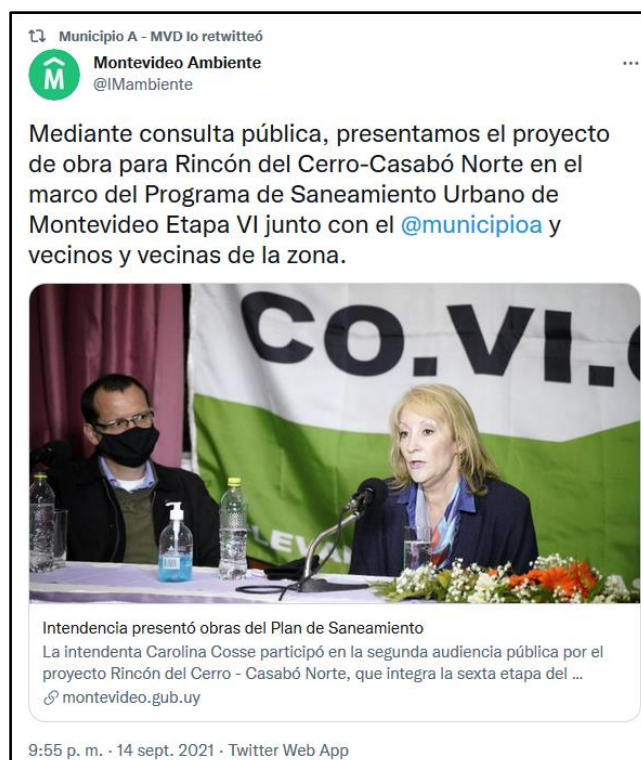 Municipio A - MVD lo retwitteó
Montevideo Ambiente
@IMambiente
Mediante consulta pública, presentamos el proyecto
de obra para Rincón del Cerro-Casabó Norte en el
marco del Programa de Saneamiento Urbano de
Montevideo Etapa VI junto con el @municipioa y
vecinos y vecinas de la zona.
CO.VI.
LEVAN
Intendencia presentó obras del Plan de Saneamiento
La intendenta Carolina Cosse participó en la segunda audiencia pública por el
proyecto Rincón del Cerro - Casabó Norte, que integra la sexta etapa del ...
montevideo.gub.uy
9:55 p. m. · 14 sept. 2021 · Twitter Web App